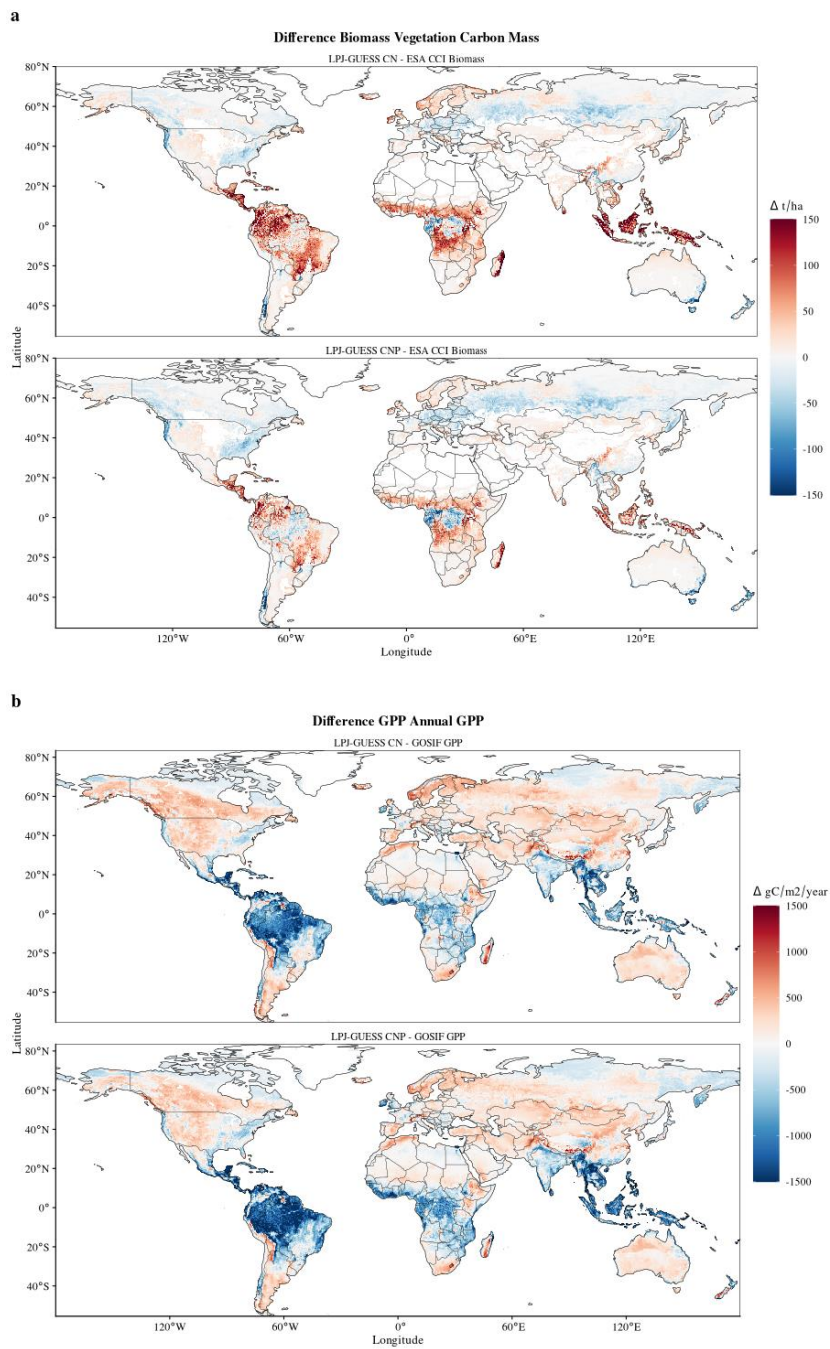 a
Difference Biomass Vegetation Carbon Mass
LPJ-GUESS CN - ESA CCI Biomass
80°N
60°N
40°N
20°N
0°
20°S
40°S
LPJ-GUESS CNP - ESA CCI Biomass
80°N
60°N
40°N
20°N
0°
20°S
40°S
120°W 60°W 0° 60°E 120°E
Longitude
Latitude
Δ t/ha
150
100
50
0
-50
-100
-150
b
Difference GPP Annual GPP
LPJ-GUESS CN - GOSIF GPP
80°N
60°N
40°N
20°N
0°
20°S
40°S
LPJ-GUESS CNP - GOSIF GPP
80°N
60°N
40°N
20°N
0°
20°S
40°S
120°W 60°W 0° 60°E 120°E
Longitude
Latitude
Δ gC/m2/year
1500
1000
500
0
-500
-1000
-1500